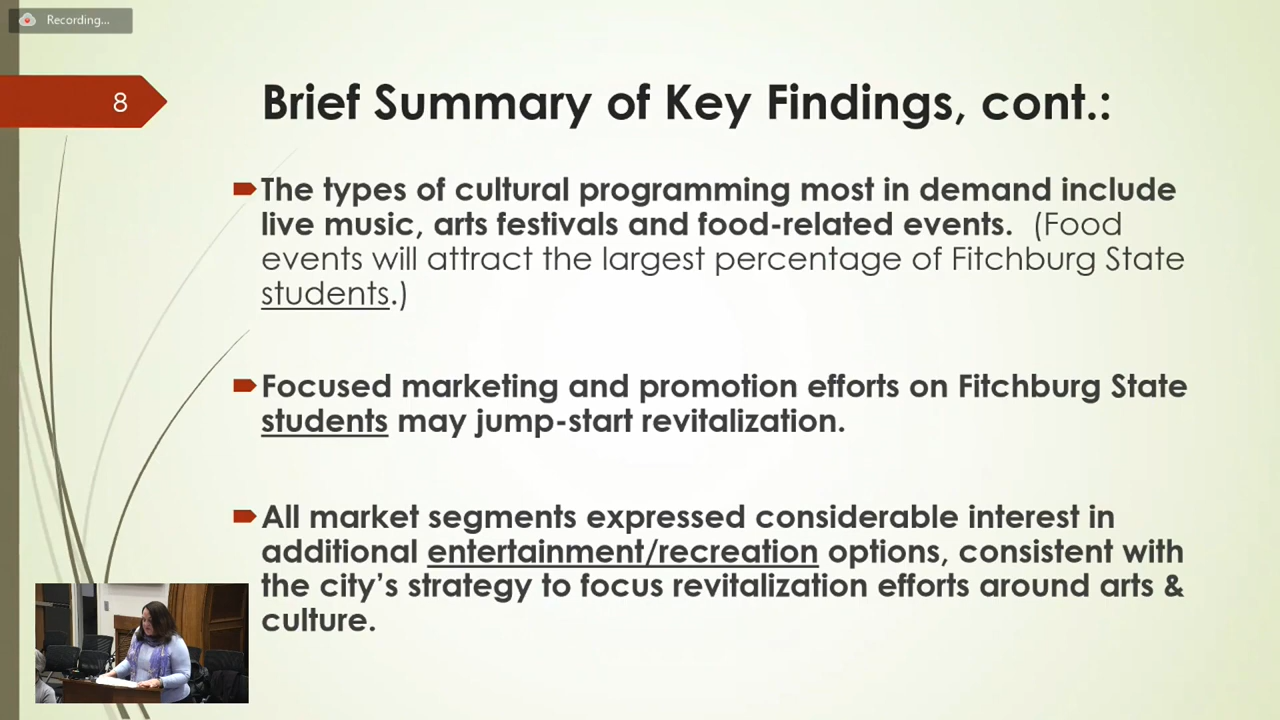 Recording...
8
Brief Summary of Key Findings, cont.:
The types of cultural programming most in demand include
live music, arts festivals and food-related events. (Food
events will attract the largest percentage of Fitchburg State
students.)
Focused marketing and promotion efforts on Fitchburg State
students may jump-start revitalization.
All market segments expressed considerable interest in
additional entertainment/recreation options, consistent with
the city's strategy to focus revitalization efforts around arts &
culture.